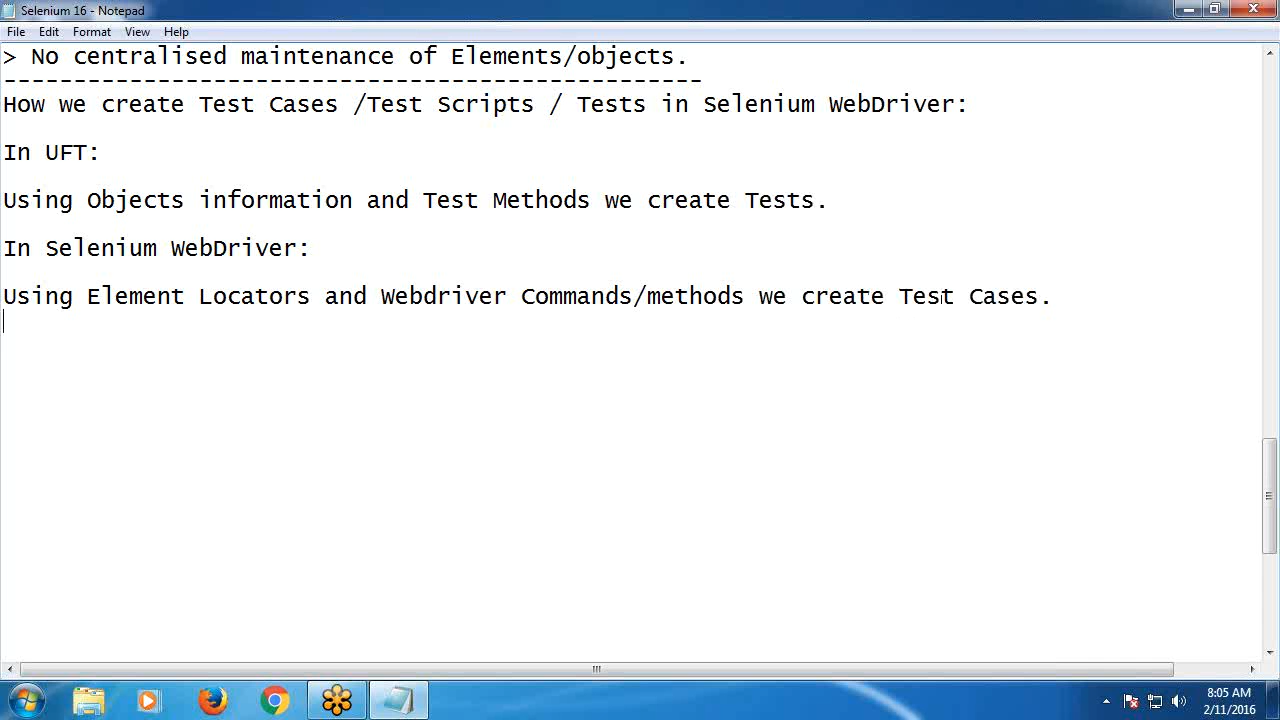 Selenium 16 - Notepad
File Edit Format View Help
> No centralised maintenance of Elements/objects.
--------------------------------------------------
How we create Test Cases /Test Scripts / Tests in Selenium WebDriver:
In UFT:
Using Objects information and Test Methods we create Tests.
In Selenium WebDriver:
Using Element Locators and Webdriver Commands/methods we create Test Cases.
8:05 AM
2/11/2016